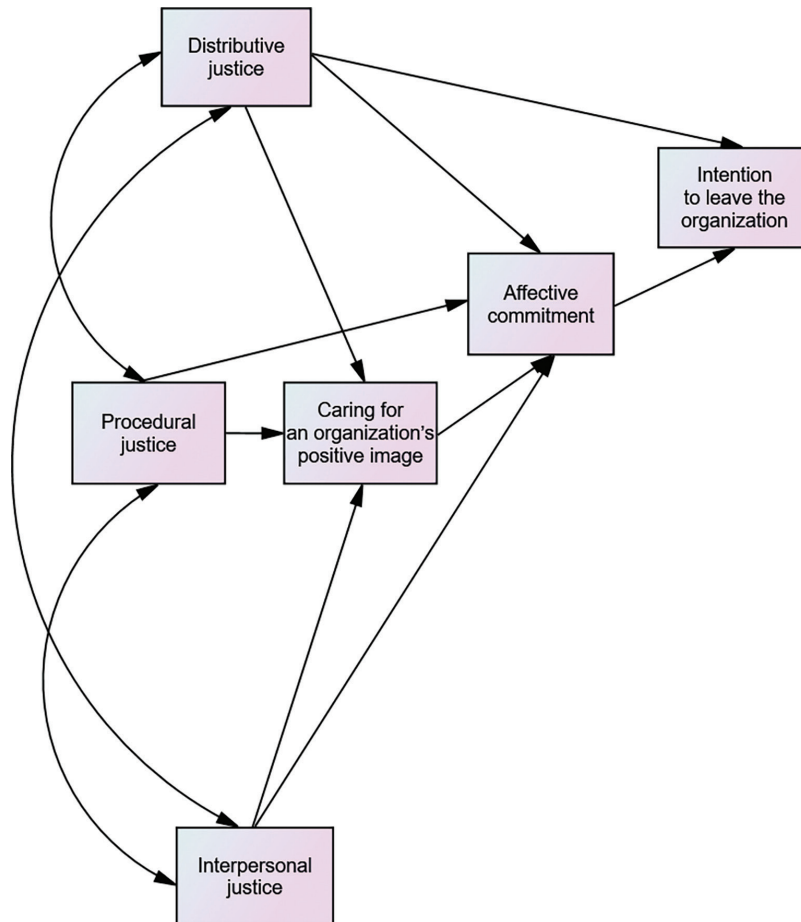 Distributive
justice
Intention
to leave the
organization
Affective
commitment
Procedural
justice
Caring for
an organization’s
positive image
Interpersonal
justice